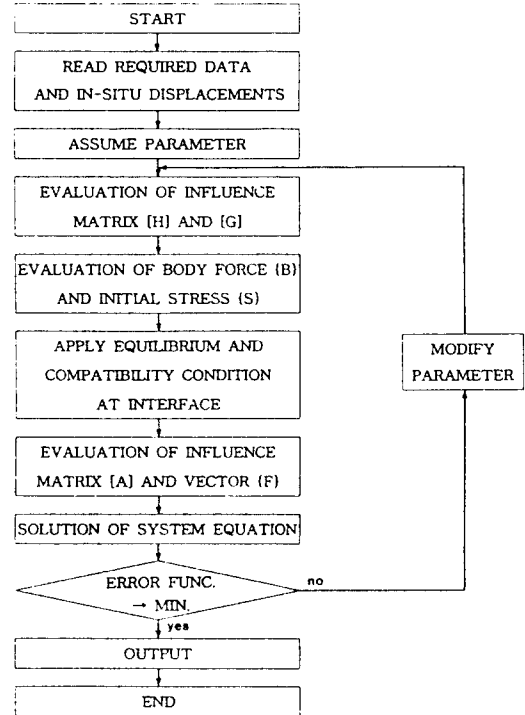 START
READ REQUIRED DATA
AND IN-SITU DISPLACEMENTS
ASSUME PARAMETER
EVALUATION OF INFLUENCE
MATRIX [H] AND [G]
EVALUATION OF BODY FORCE {B}
AND INITIAL STRESS {S}
APPLY EQUILIBRIUM AND
COMPATIBILITY CONDITION
AT INTERFACE
MODIFY
PARAMETER
EVALUATION OF INFLUENCE
MATRIX [A] AND VECTOR {F}
SOLUTION OF SYSTEM EQUATION
ERROR FUNC.
→ MIN.
no
yes
OUTPUT
END